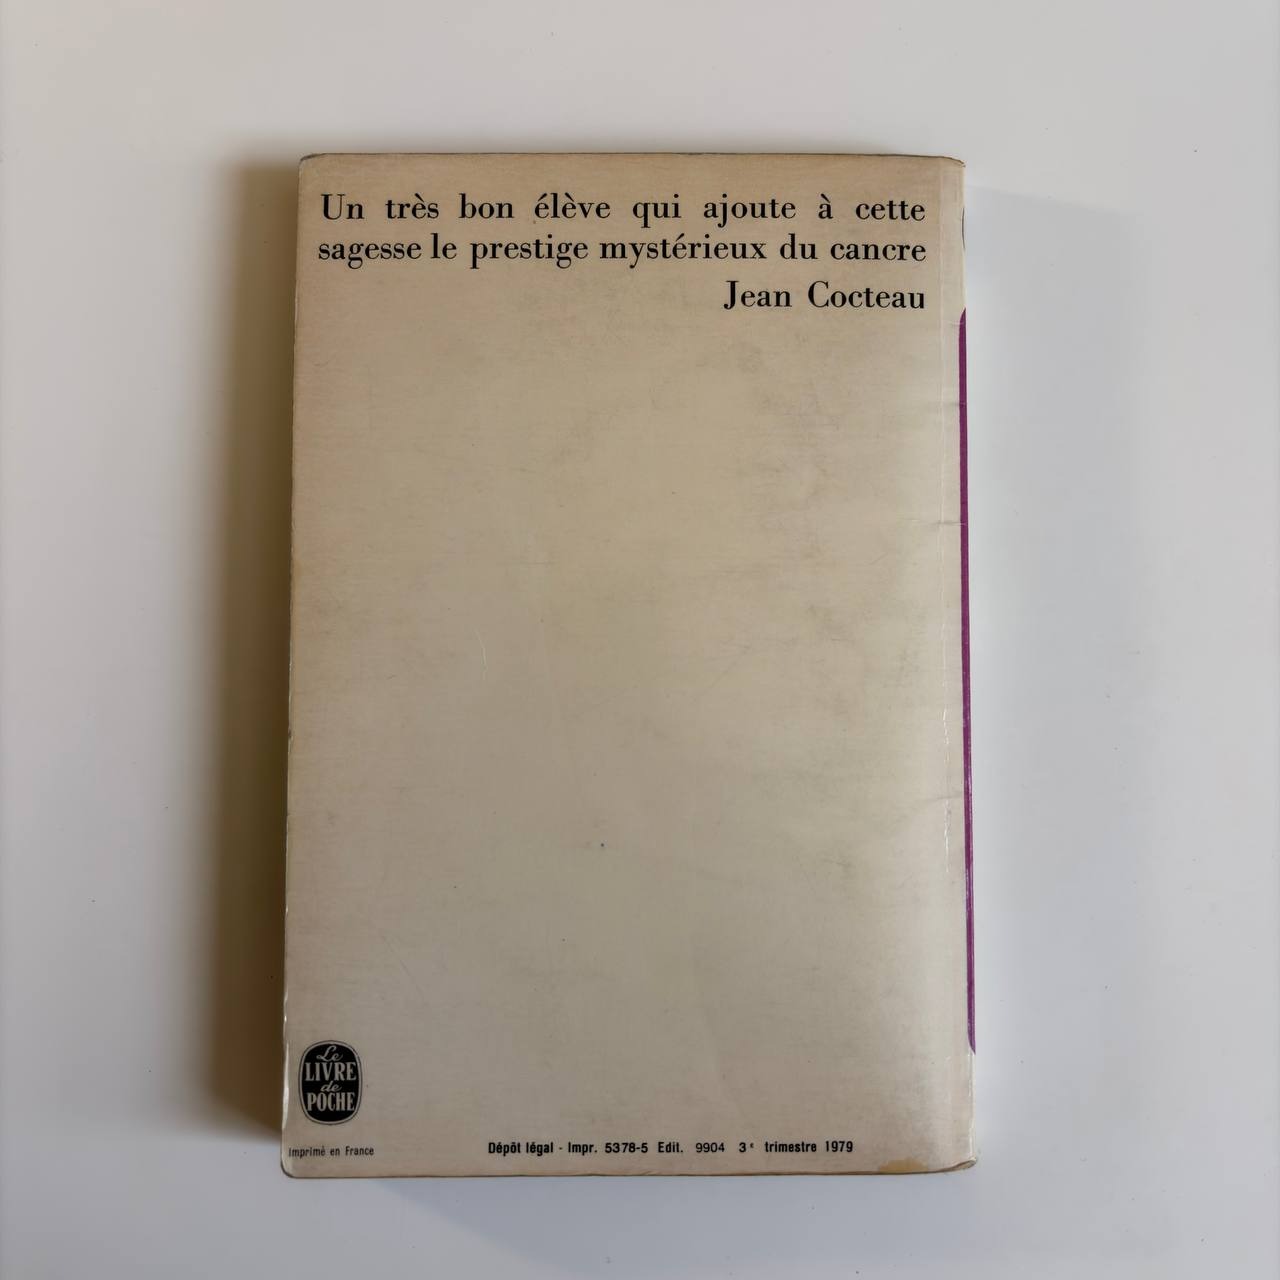 Un très bon élève qui ajoute à cette
sagesse le prestige mystérieux du cancre
Jean Cocteau
Le
LIVRE
de
POCHE
Imprimé en France
Dépôt légal - Impr. 5378-5 Edit. 9904 3e trimestre 1979